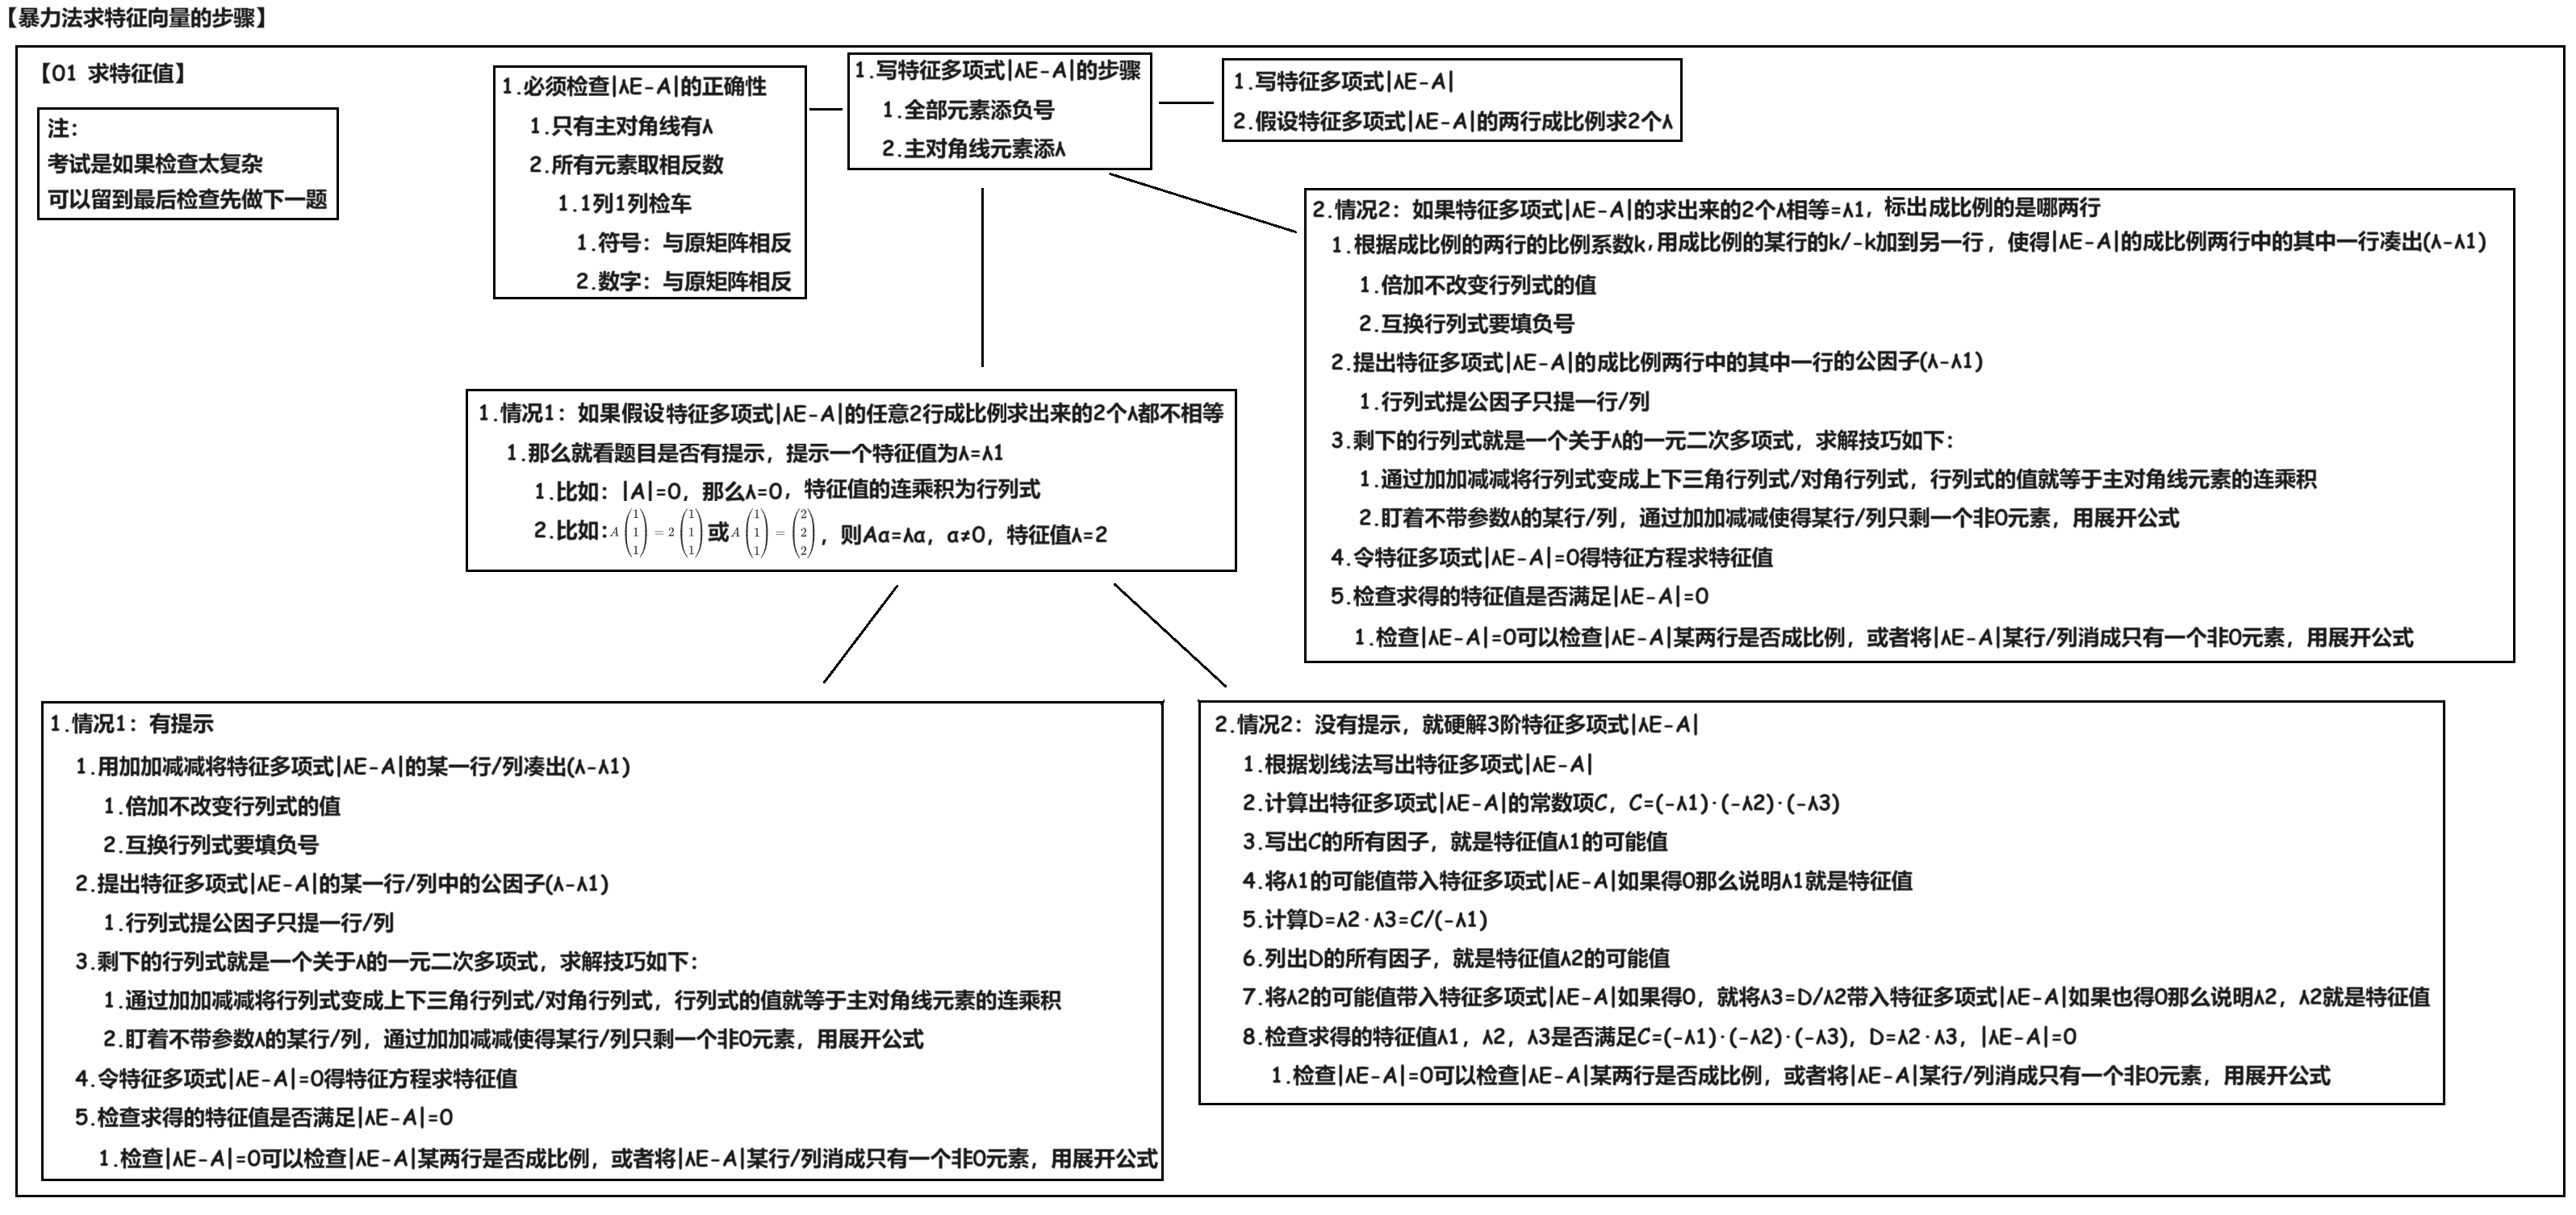 【暴力法求特征向量的步骤】
【01 求特征值】
注：
考试是如果检查太复杂
可以留到最后检查先做下一题
1.必须检查|λE-A|的正确性
1.只有主对角线有λ
2.所有元素取相反数
1.1列1列检车
1.符号：与原矩阵相反
2.数字：与原矩阵相反
1.写特征多项式|λE-A|的步骤
1.全部元素添负号
2.主对角线元素添λ
1.写特征多项式|λE-A|
2.假设特征多项式|λE-A|的两行成比例求2个λ
2.情况2：如果特征多项式|λE-A|的求出来的2个λ相等=λ1，标出成比例的是哪两行
1.根据成比例的两行的比例系数k，用成比例的某行的k/-k加到另一行，使得|λE-A|的成比例两行中的其中一行凑出(λ-λ1)
1.倍加不改变行列式的值
2.互换行列式要填负号
2.提出特征多项式|λE-A|的成比例两行中的其中一行的公因子(λ-λ1)
1.行列式提公因子只提一行/列
3.剩下的行列式就是一个关于λ的一元二次多项式，求解技巧如下：
1.通过加加减减将行列式变成上下三角行列式/对角行列式，行列式的值就等于主对角线元素的连乘积
2.盯着不带参数λ的某行/列，通过加加减减使得某行/列只剩一个非0元素，用展开公式
4.令特征多项式|λE-A|=0得特征方程求特征值
5.检查求得的特征值是否满足|λE-A|=0
1.检查|λE-A|=0可以检查|λE-A|某两行是否成比例，或者将|λE-A|某行/列消成只有一个非0元素，用展开公式
1.情况1：如果假设特征多项式|λE-A|的任意2行成比例求出来的2个λ都不相等
1.那么就看题目是否有提示，提示一个特征值为λ=λ1
1.比如：|A|=0，那么λ=0，特征值的连乘积为行列式
2.比如：A(1 1 1)=2(1 1 1)或A(1 1 1)=(2 2 2)，则Aα=λα，α≠0，特征值λ=2
1.情况1：有提示
1.用加加减减将特征多项式|λE-A|的某一行/列凑出(λ-λ1)
1.倍加不改变行列式的值
2.互换行列式要填负号
2.提出特征多项式|λE-A|的某一行/列中的公因子(λ-λ1)
1.行列式提公因子只提一行/列
3.剩下的行列式就是一个关于λ的一元二次多项式，求解技巧如下：
1.通过加加减减将行列式变成上下三角行列式/对角行列式，行列式的值就等于主对角线元素的连乘积
2.盯着不带参数λ的某行/列，通过加加减减使得某行/列只剩一个非0元素，用展开公式
4.令特征多项式|λE-A|=0得特征方程求特征值
5.检查求得的特征值是否满足|λE-A|=0
1.检查|λE-A|=0可以检查|λE-A|某两行是否成比例，或者将|λE-A|某行/列消成只有一个非0元素，用展开公式
2.情况2：没有提示，就硬解3阶特征多项式|λE-A|
1.根据划线法写出特征多项式|λE-A|
2.计算出特征多项式|λE-A|的常数项C，C=(-λ1)·(-λ2)·(-λ3)
3.写出C的所有因子，就是特征值λ1的可能值
4.将λ1的可能值带入特征多项式|λE-A|如果得0那么说明λ1就是特征值
5.计算D=λ2·λ3=C/(-λ1)
6.列出D的所有因子，就是特征值λ2的可能值
7.将λ2的可能值带入特征多项式|λE-A|如果得0，就将λ3=D/λ2带入特征多项式|λE-A|如果也得0那么说明λ2，λ2就是特征值
8.检查求得的特征值λ1，λ2，λ3是否满足C=(-λ1)·(-λ2)·(-λ3)，D=λ2·λ3，|λE-A|=0
1.检查|λE-A|=0可以检查|λE-A|某两行是否成比例，或者将|λE-A|某行/列消成只有一个非0元素，用展开公式